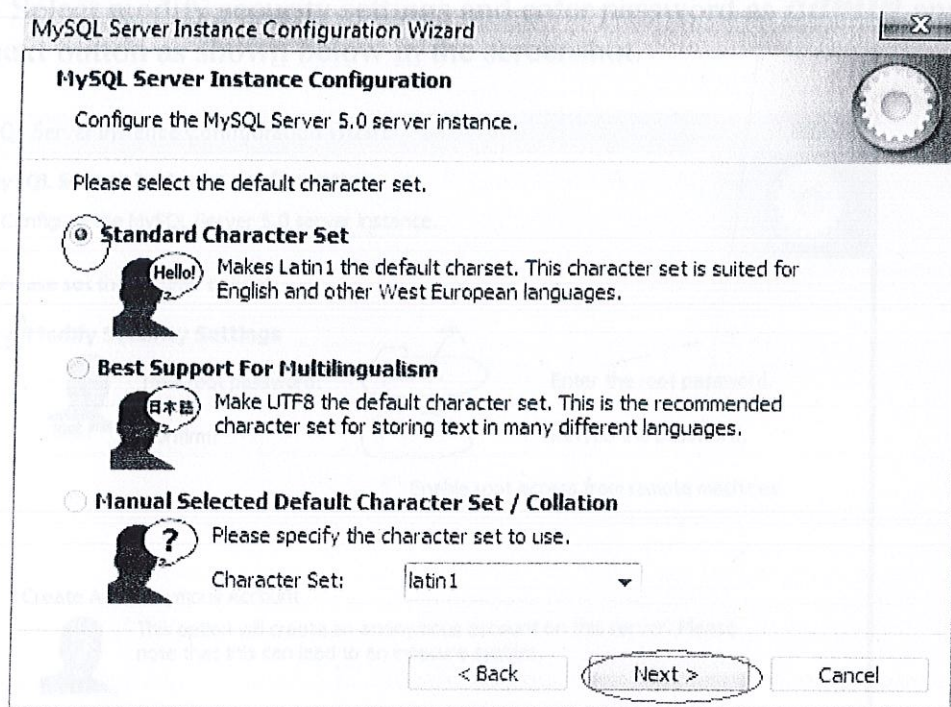 MySQL Server Instance Configuration Wizard
MySQL Server Instance Configuration
Configure the MySQL Server 5.0 server instance.
Please select the default character set.
Standard Character Set
Hello!
Makes Latin1 the default charset. This character set is suited for
English and other West European languages.
Best Support For Multilingualism
日本語
Make UTF8 the default character set. This is the recommended
character set for storing text in many different languages.
Manual Selected Default Character Set / Collation
?
Please specify the character set to use.
Character Set:
latin1
< Back
Next >
Cancel